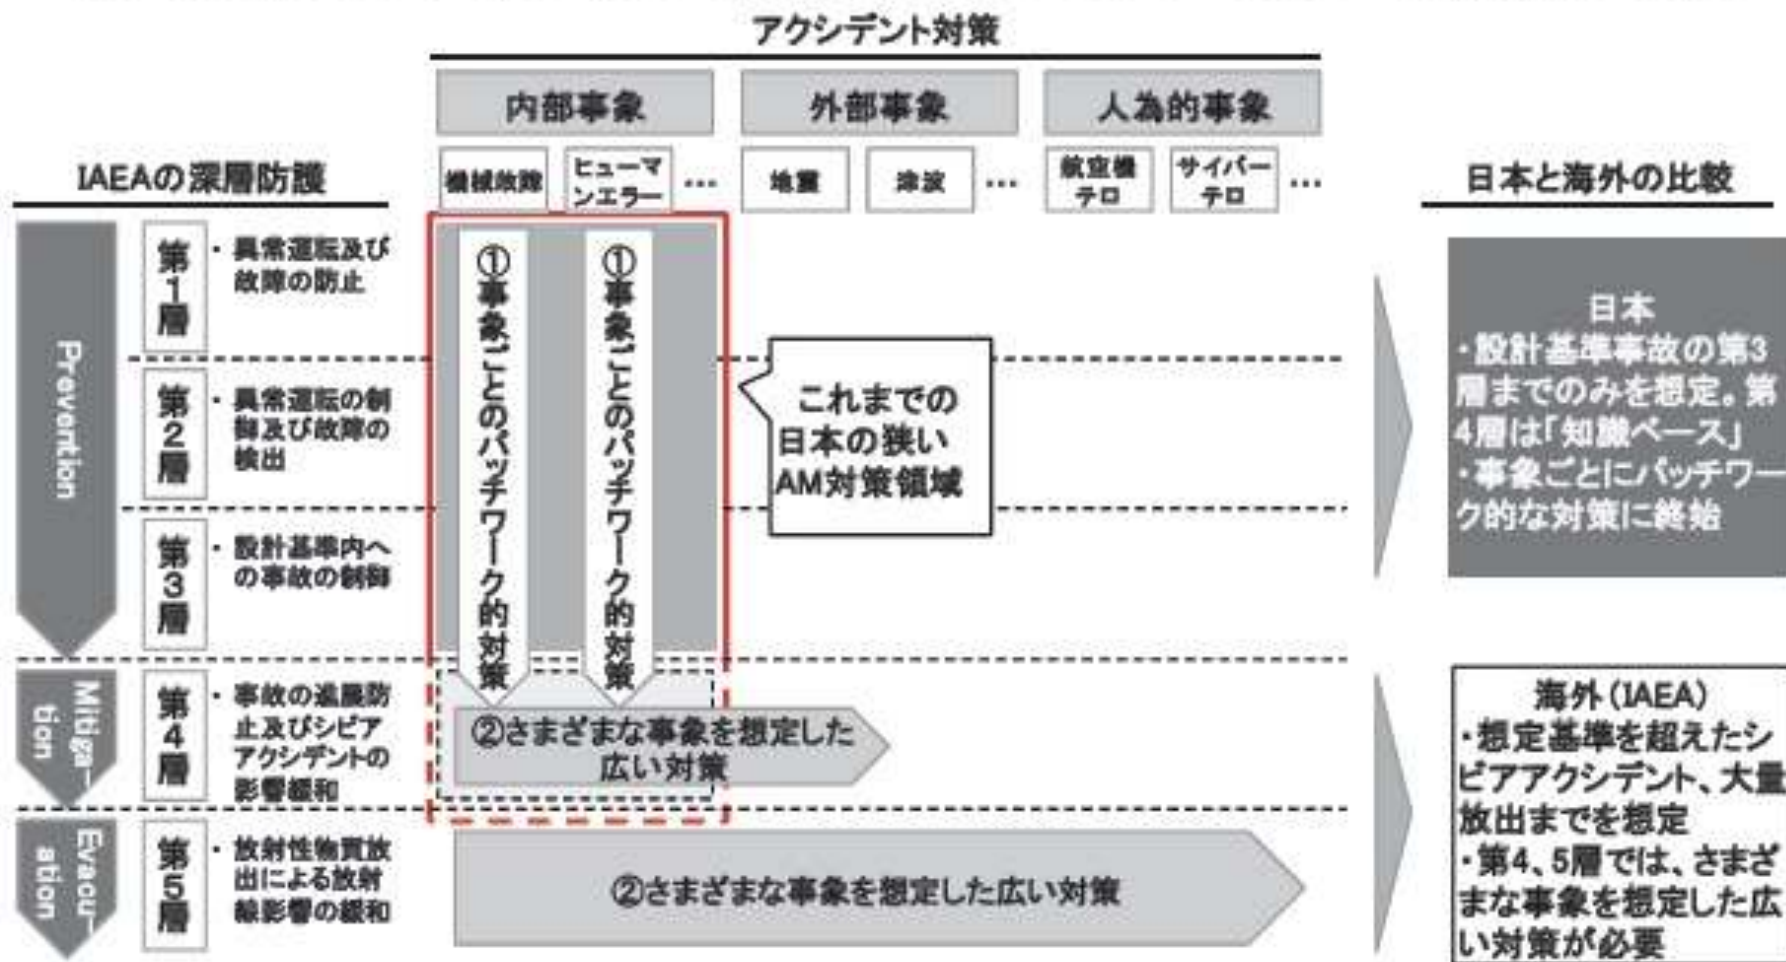 アクシデント対策
内部事象
外部事象
人為的事象
IAEAの深層防護
機械故障
ヒューマ
ンエラー
…
地震
津波
…
航空機
テロ
サイバー
テロ
…
日本と海外の比較
Prevention
第1層
・異常運転及び
故障の防止
第2層
・異常運転の制
御及び故障の
検出
第3層
・設計基準内へ
の事故の制御
①事象ごとのパッチワーク的対策
①事象ごとのパッチワーク的対策
これまでの
日本の狭い
AM対策領域
日本
・設計基準事故の第3
層までのみを想定。第
4層は「知識ベース」
・事象ごとにパッチワー
ク的な対策に終始
Mitiga-
tion
第4層
・事故の進展防
止及びシビア
アクシデントの
影響緩和
②さまざまな事象を想定した
広い対策
Evacu-
ation
第5層
・放射性物質放
出による放射
線影響の緩和
②さまざまな事象を想定した広い対策
海外(IAEA)
・想定基準を超えたシ
ビアアクシデント、大量
放出までを想定
・第4、5層では、さまざ
まな事象を想定した広
い対策が必要